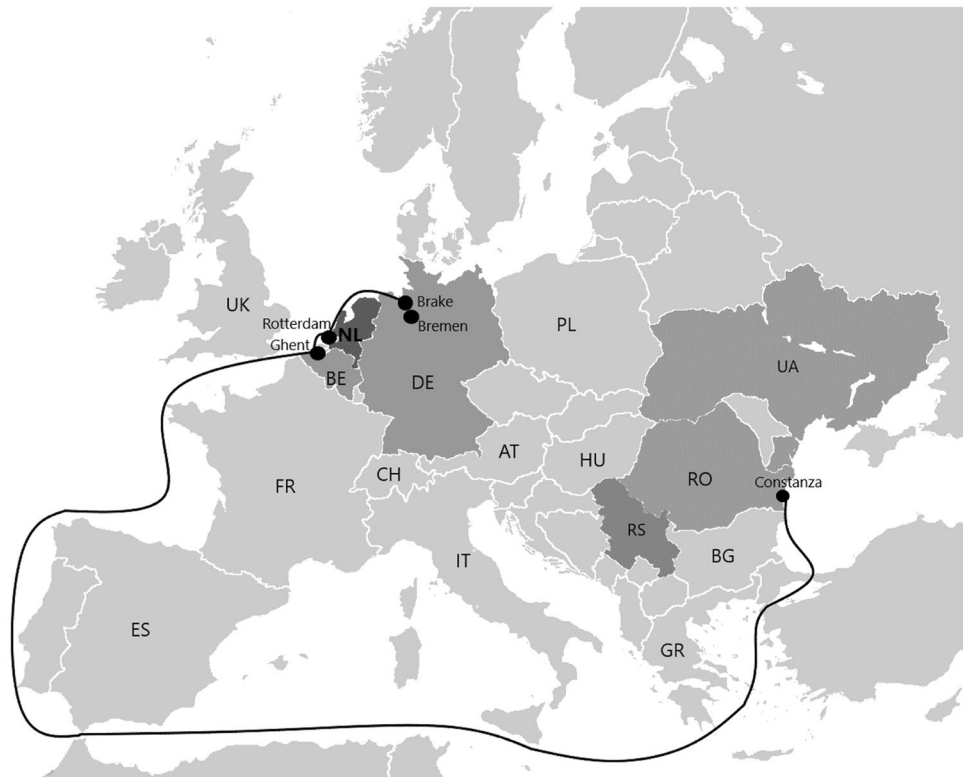 UK
Rotterdam
NL
Ghent
BE
Brake
Bremen
DE
PL
UA
FR
CH
AT
HU
RO
Constanza
RS
BG
IT
ES
GR